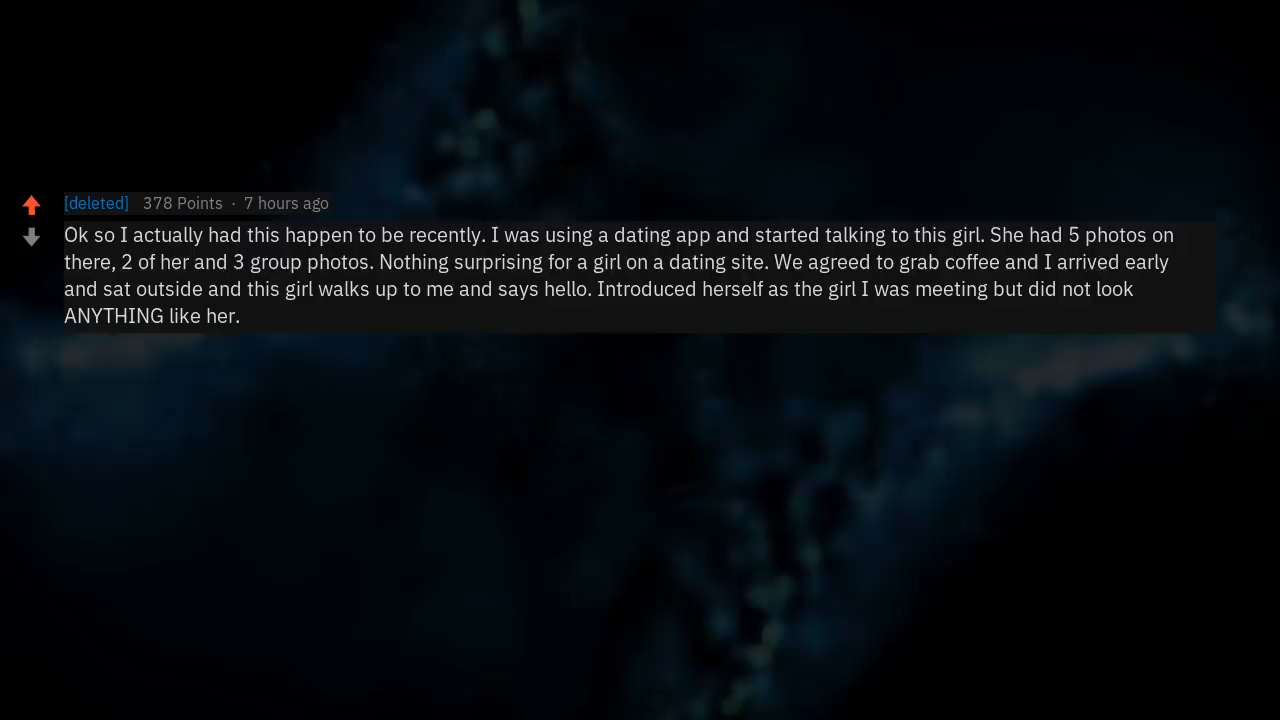 [deleted] 378 Points · 7 hours ago
Ok so I actually had this happen to be recently. I was using a dating app and started talking to this girl. She had 5 photos on
there, 2 of her and 3 group photos. Nothing surprising for a girl on a dating site. We agreed to grab coffee and I arrived early
and sat outside and this girl walks up to me and says hello. Introduced herself as the girl I was meeting but did not look
ANYTHING like her.